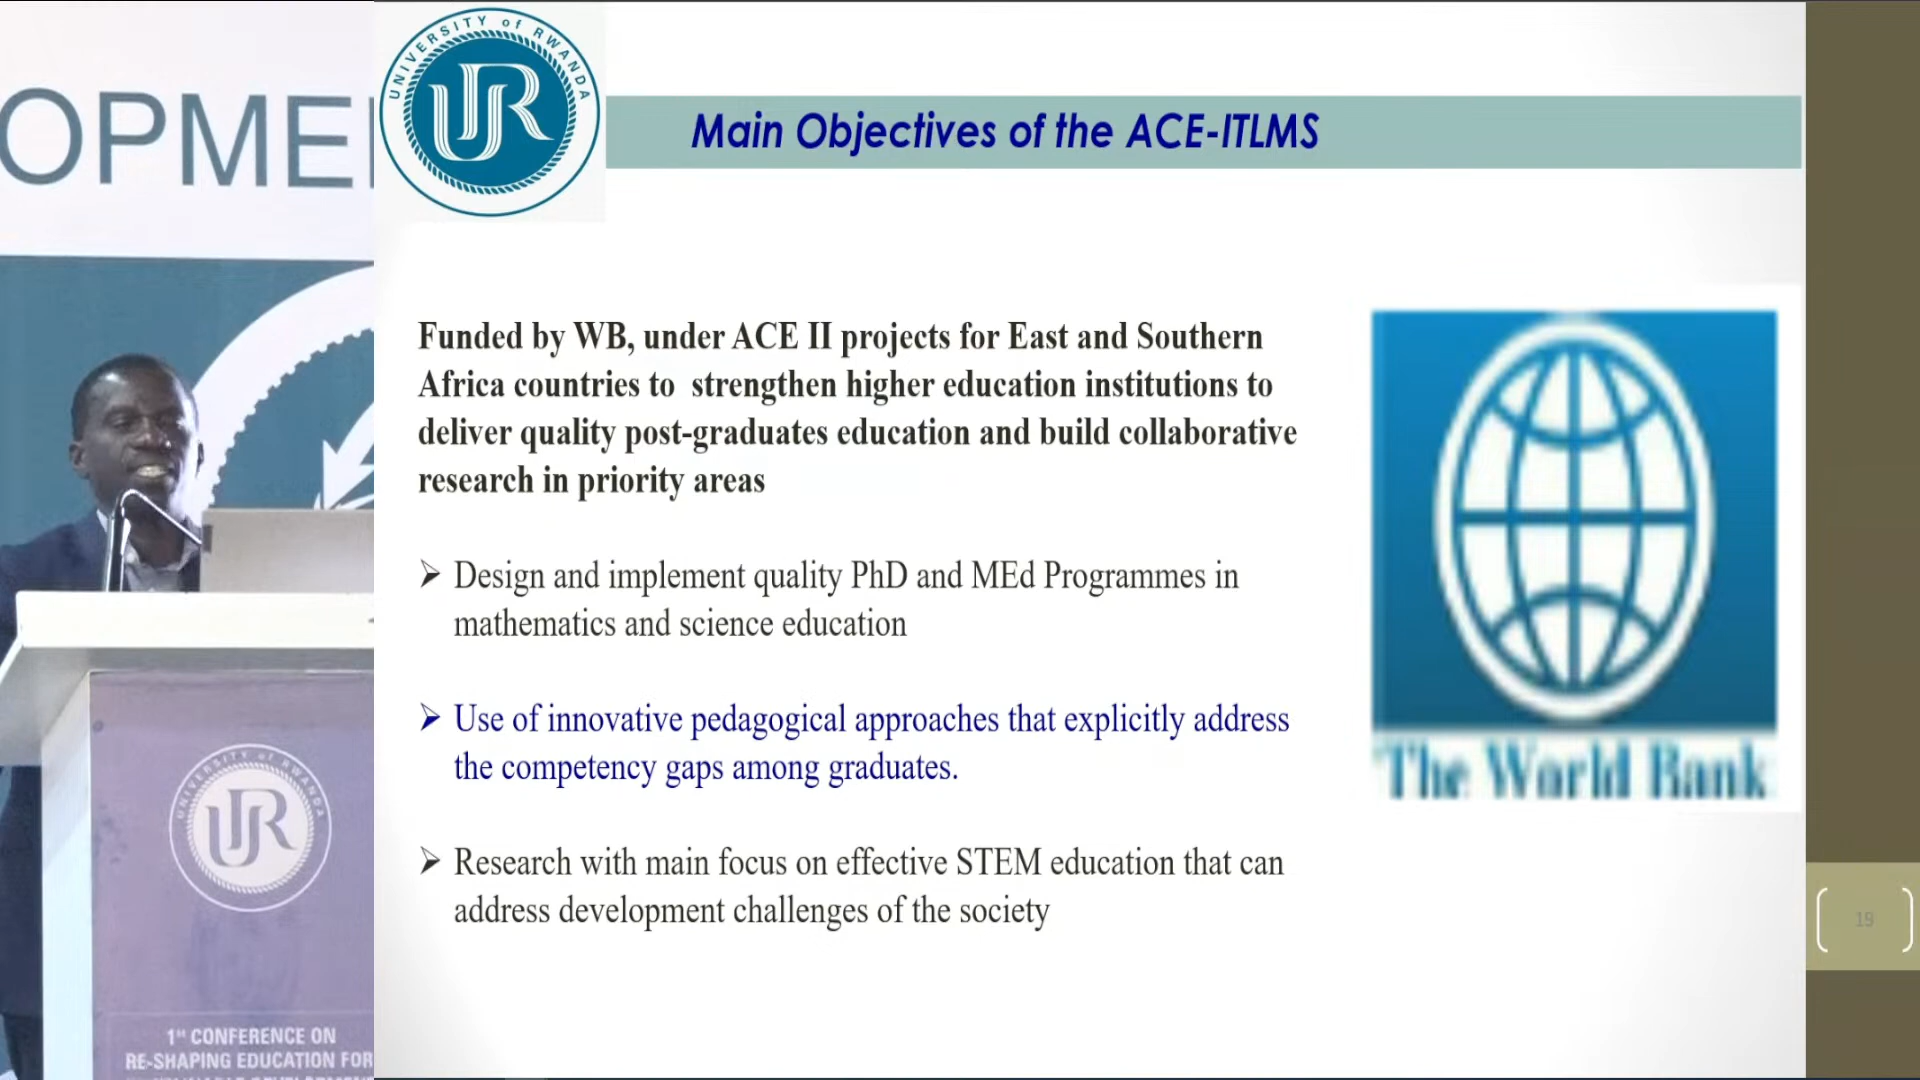 OPME
UNIVERSITY of RWANDA
UR
Main Objectives of the ACE-ITLMS
Funded by WB, under ACE II projects for East and Southern
Africa countries to strengthen higher education institutions to
deliver quality post-graduates education and build collaborative
research in priority areas
Design and implement quality PhD and MEd Programmes in
mathematics and science education
Use of innovative pedagogical approaches that explicitly address
the competency gaps among graduates.
Research with main focus on effective STEM education that can
address development challenges of the society
The World Bank
19
UNIVERSITY of RWANDA
UR
1st CONFERENCE ON
RE-SHAPING EDUCATION FOR